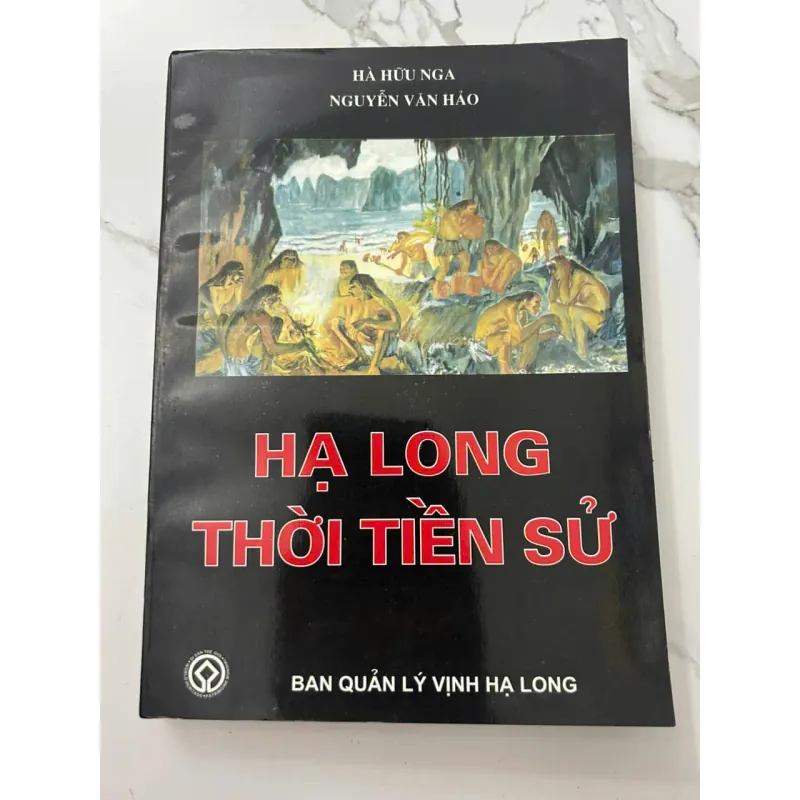 HÀ HỮU NGA
NGUYỄN VĂN HẢO
HẠ LONG
THỜI TIỀN SỬ
BAN QUẢN LÝ VỊNH HẠ LONG